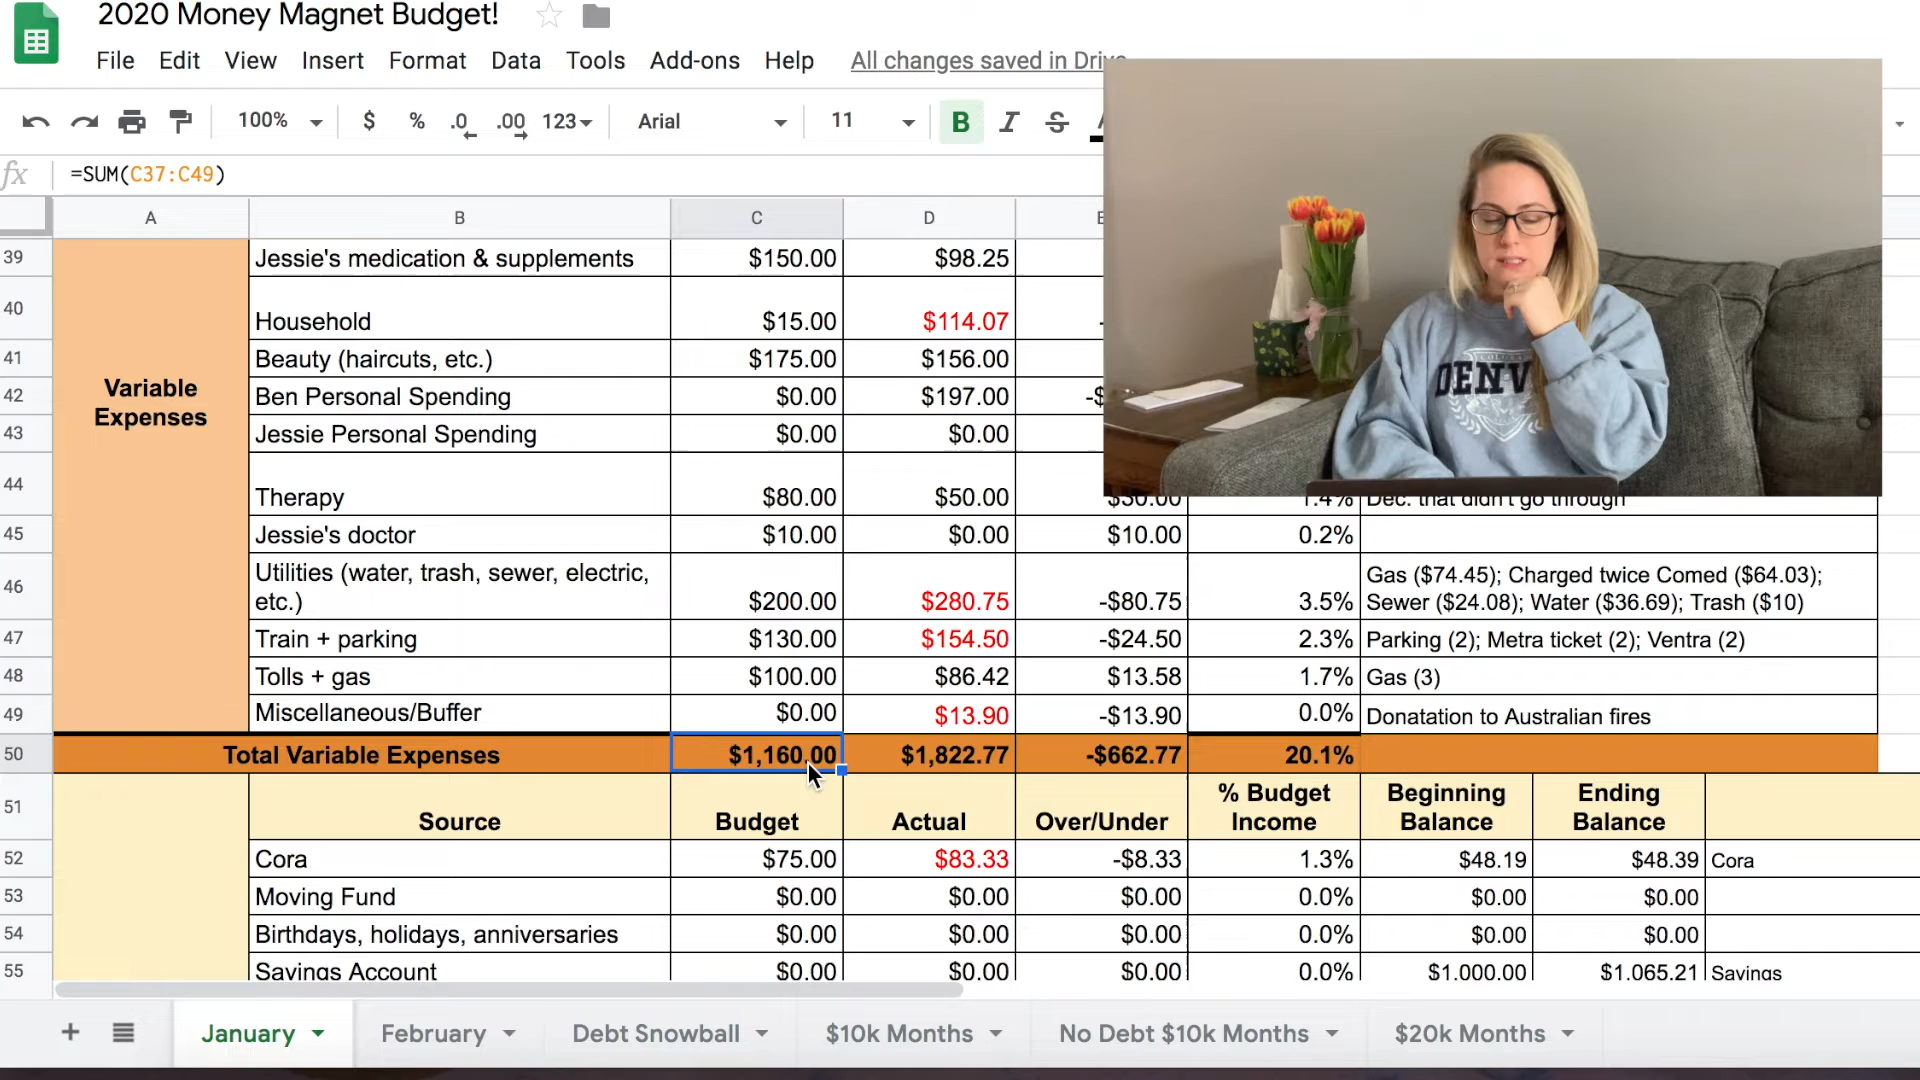 2020 Money Magnet Budget!
File Edit View Insert Format Data Tools Add-ons Help All changes saved in
100% $ % .0 .00 123 Arial 11 B I S
fx =SUM(C37:C49)
A B C D
39 Jessie's medication & supplements $150.00 $98.25
40 Household $15.00 $114.07
41 Beauty (haircuts, etc.) $175.00 $156.00
Variable
Expenses
42 Ben Personal Spending $0.00 $197.00 -$
43 Jessie Personal Spending $0.00 $0.00
44 Therapy $80.00 $50.00 $30.00 1.4% Dec. that didn't go through
45 Jessie's doctor $10.00 $0.00 $10.00 0.2%
46 Utilities (water, trash, sewer, electric,
etc.) $200.00 $280.75 -$80.75 3.5% Gas ($74.45); Charged twice Comed ($64.03);
Sewer ($24.08); Water ($36.69); Trash ($10)
47 Train + parking $130.00 $154.50 -$24.50 2.3% Parking (2); Metra ticket (2); Ventra (2)
48 Tolls + gas $100.00 $86.42 $13.58 1.7% Gas (3)
49 Miscellaneous/Buffer $0.00 $13.90 -$13.90 0.0% Donatation to Australian fires
50 Total Variable Expenses $1,160.00 $1,822.77 -$662.77 20.1%
51 Source Budget Actual Over/Under % Budget
Income Beginning
Balance Ending
Balance
52 Cora $75.00 $83.33 -$8.33 1.3% $48.19 $48.39 Cora
53 Moving Fund $0.00 $0.00 $0.00 0.0% $0.00 $0.00
54 Birthdays, holidays, anniversaries $0.00 $0.00 $0.00 0.0% $0.00 $0.00
55 Savings Account $0.00 $0.00 $0.00 0.0% $1,000.00 $1,065.21 Savings
+ January February Debt Snowball $10k Months No Debt $10k Months $20k Months